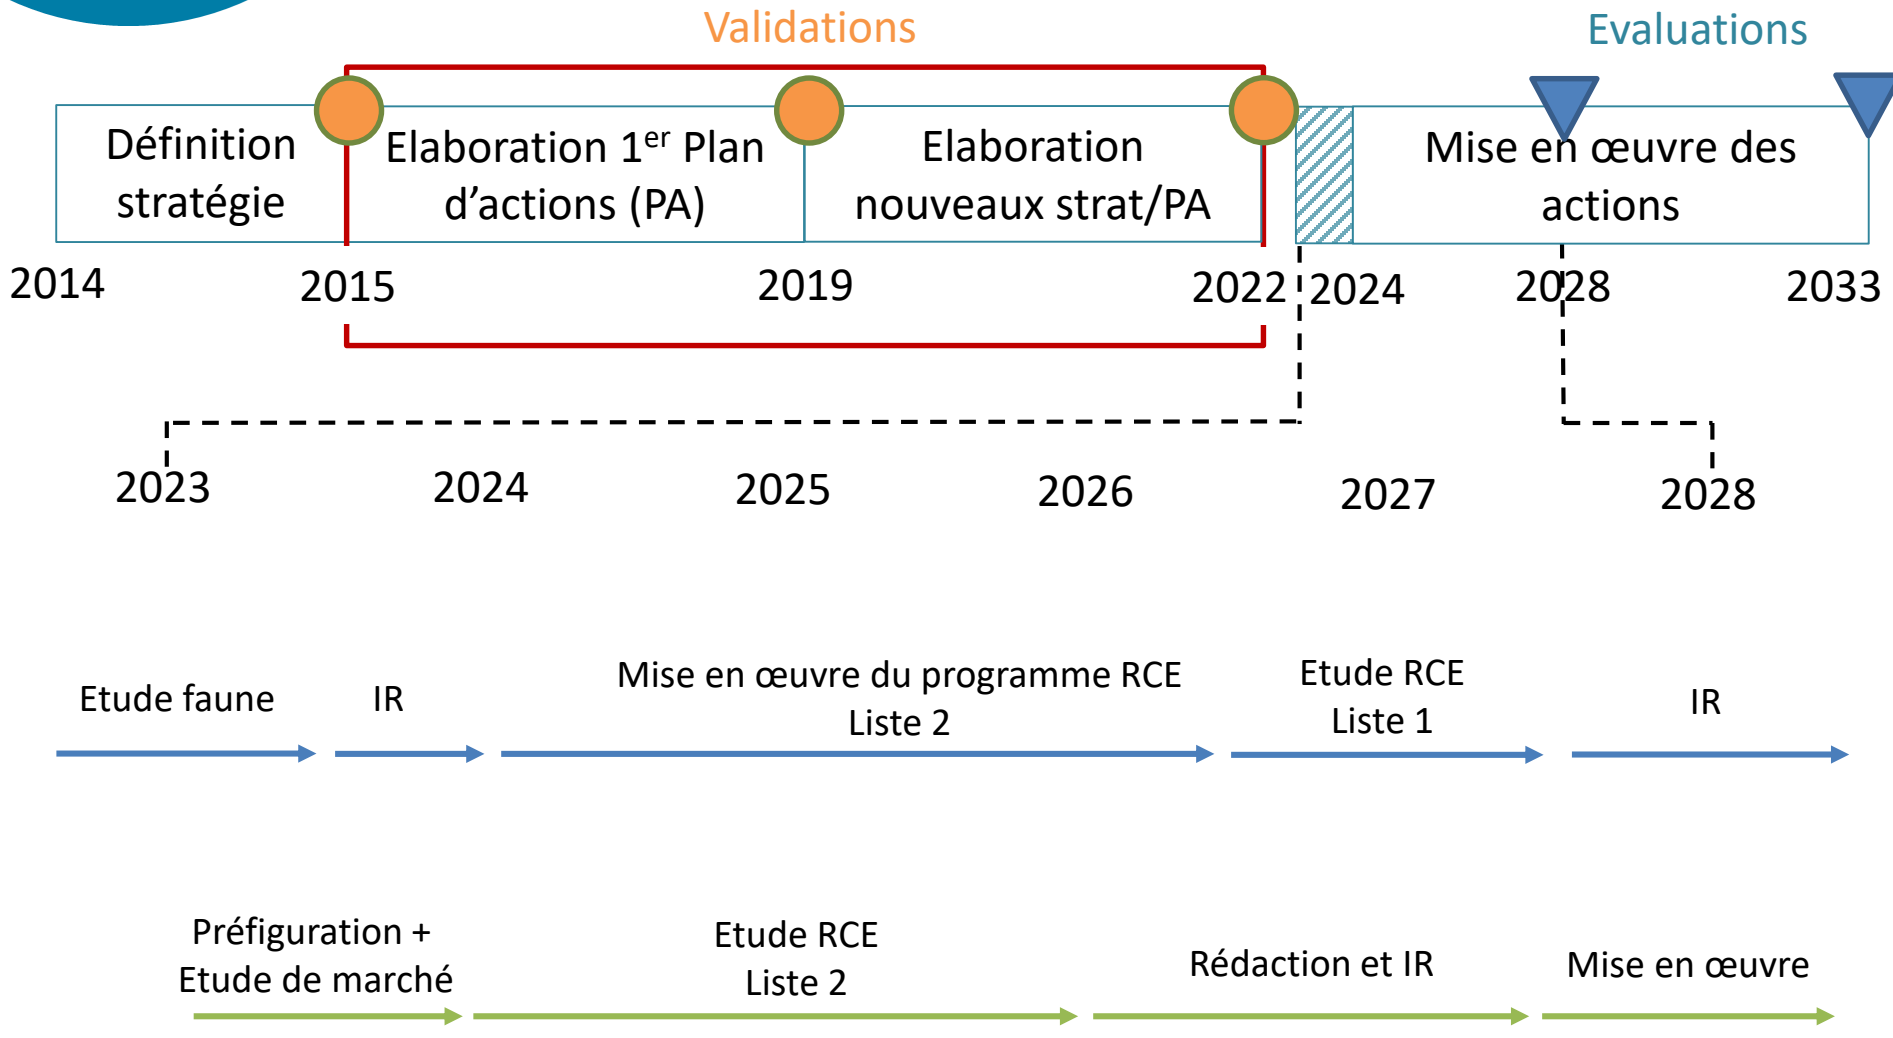 Validations
Evaluations
Définition
stratégie
Elaboration 1er Plan
d’actions (PA)
Elaboration
nouveaux strat/PA
Mise en œuvre des
actions
2014
2015
2019
2022
2024
2028
2033
2023
2024
2025
2026
2027
2028
Etude faune
IR
Mise en œuvre du programme RCE
Liste 2
Etude RCE
Liste 1
IR
Préfiguration +
Etude de marché
Etude RCE
Liste 2
Rédaction et IR
Mise en œuvre